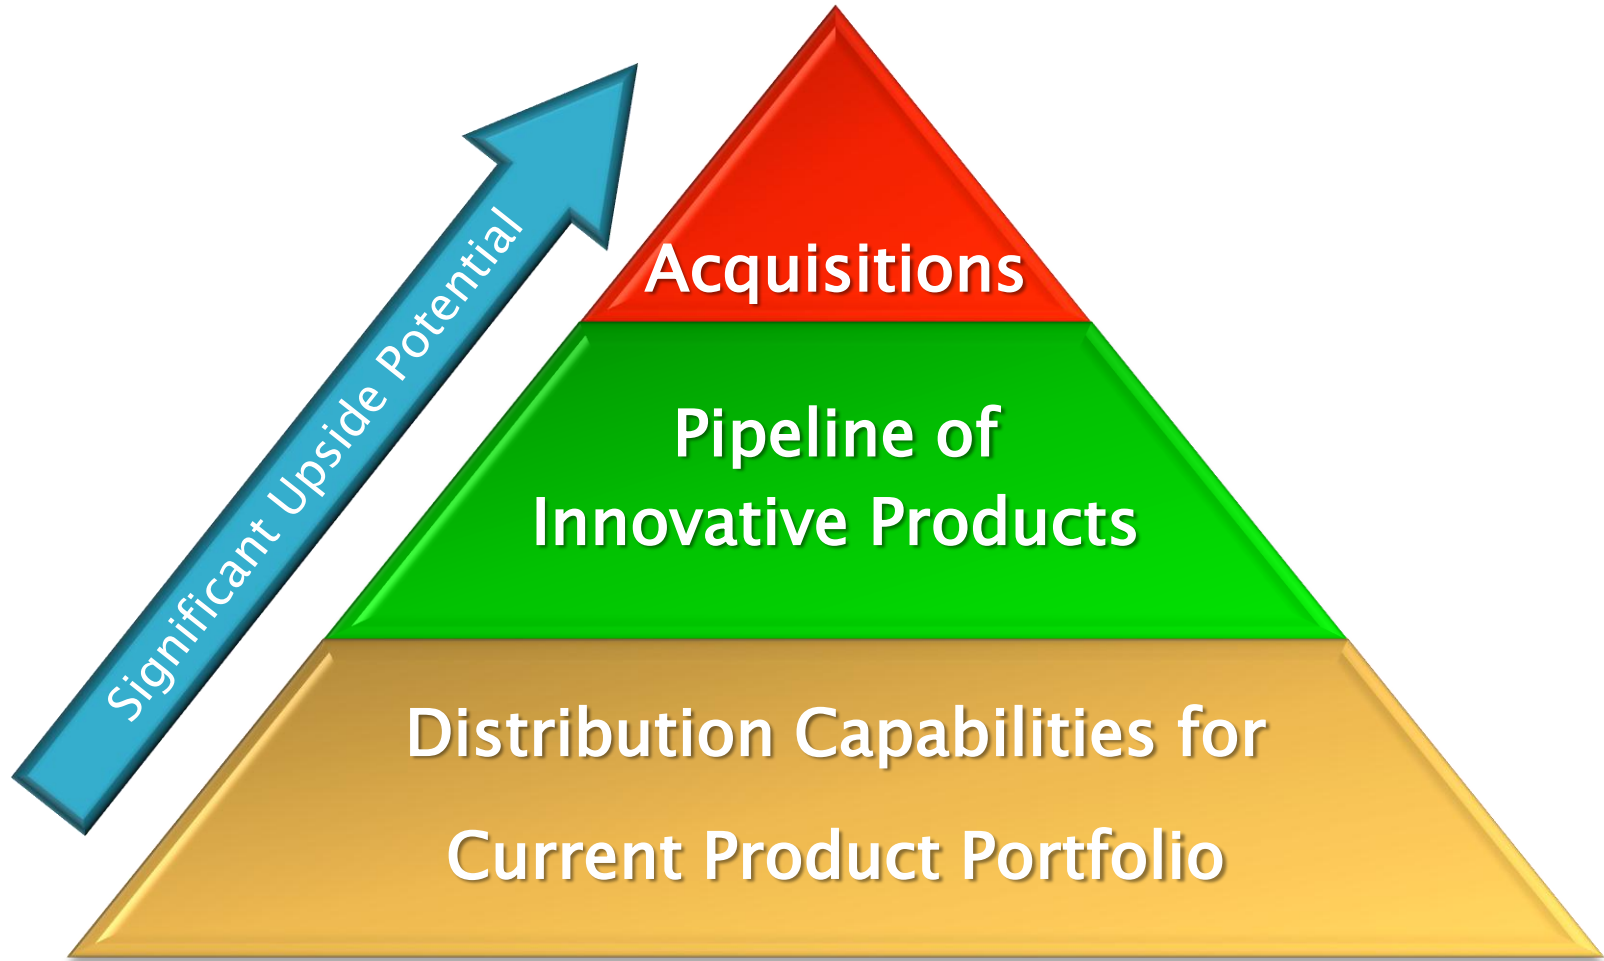 Significant Upside Potential
Acquisitions
Pipeline of
Innovative Products
Distribution Capabilities for
Current Product Portfolio